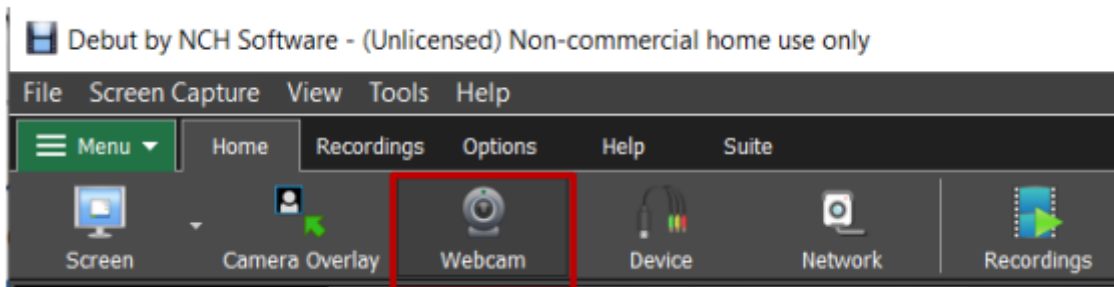 Debut by NCH Software - (Unlicensed) Non-commercial home use only
File Screen Capture View Tools Help
Menu Home Recordings Options Help Suite
Screen Camera Overlay Webcam Device Network Recordings